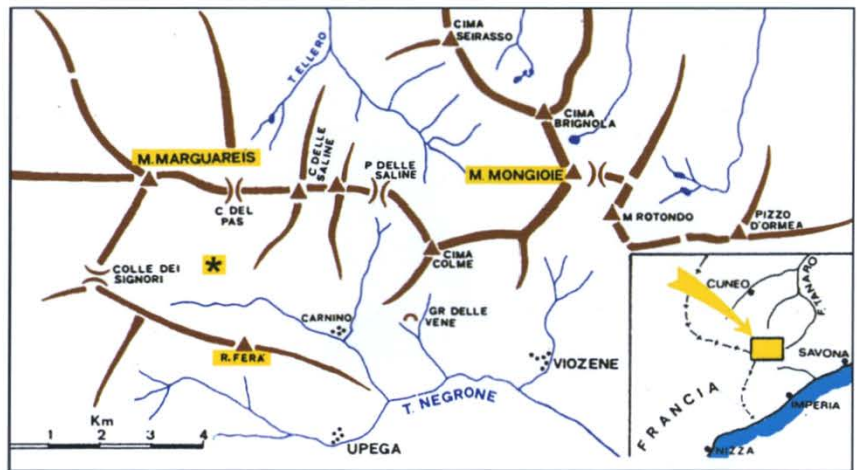 CIMA
SEIRASSO
T. ELLERO
CIMA
BRIGNOLA
M. MARGUAREIS
C DELLE
SALINE
P. DELLE
SALINE
M. MONGIOIE
C. DEL
PAS
M ROTONDO
PIZZO
D'ORMEA
COLLE DEI
SIGNORI
*
CIMA
COLME
CARNINO
GR DELLE
VENE
R. FERÀ
VIOZENE
T. NEGRONE
UPEGA
Km
1 2 3 4
CUNEO
F. TANARO
SAVONA
IMPERIA
FRANCIA
NIZZA